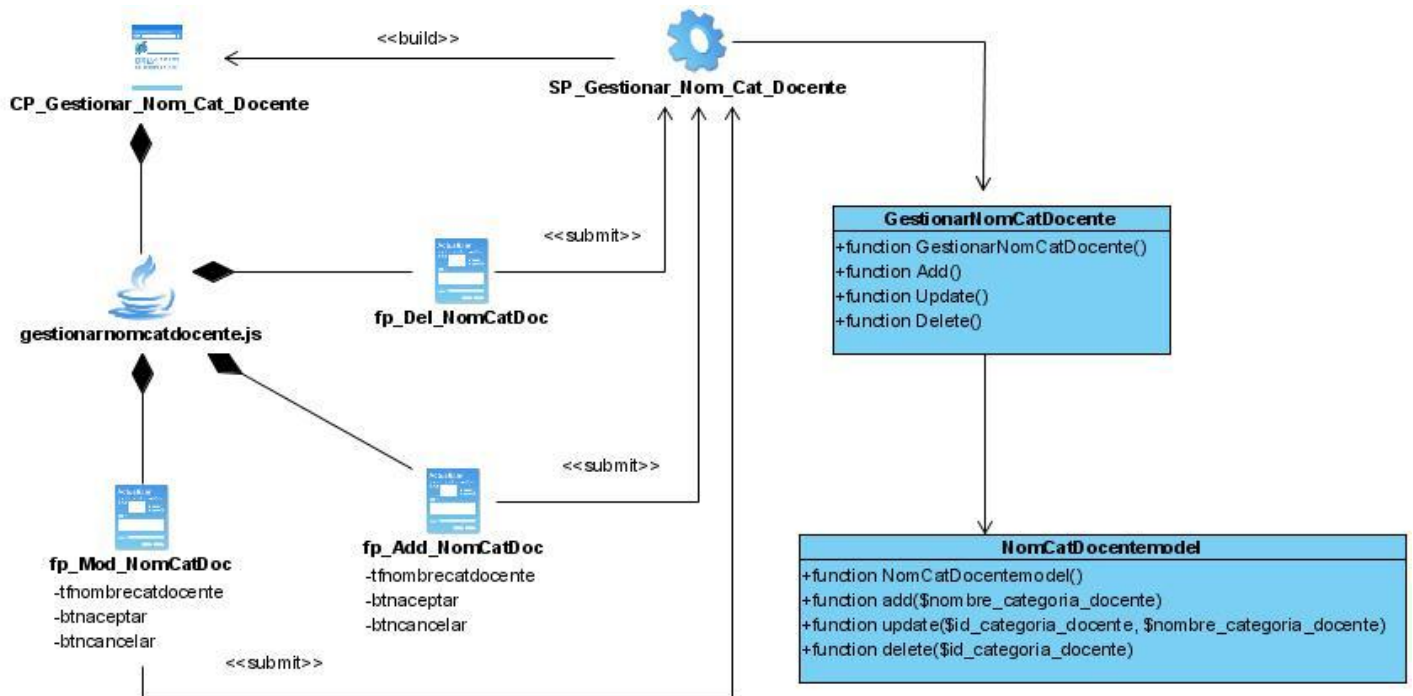 <<build>>
CP_Gestionar_Nom_Cat_Docente
SP_Gestionar_Nom_Cat_Docente
GestionarNomCatDocente
+function GestionarNomCatDocente()
+function Add()
+function Update()
+function Delete()
<<submit>>
fp_Del_NomCatDoc
gestionarnomcatdocente.js
<<submit>>
fp_Mod_NomCatDoc
-tfnombrecatdocente
-btnaceptar
-btncancelar
fp_Add_NomCatDoc
-tfnombrecatdocente
-btnaceptar
-btncancelar
<<submit>>
NomCatDocentemodel
+function NomCatDocentemodel()
+function add($nombre_categoria_docente)
+function update($id_categoria_docente, $nombre_categoria_docente)
+function delete($id_categoria_docente)